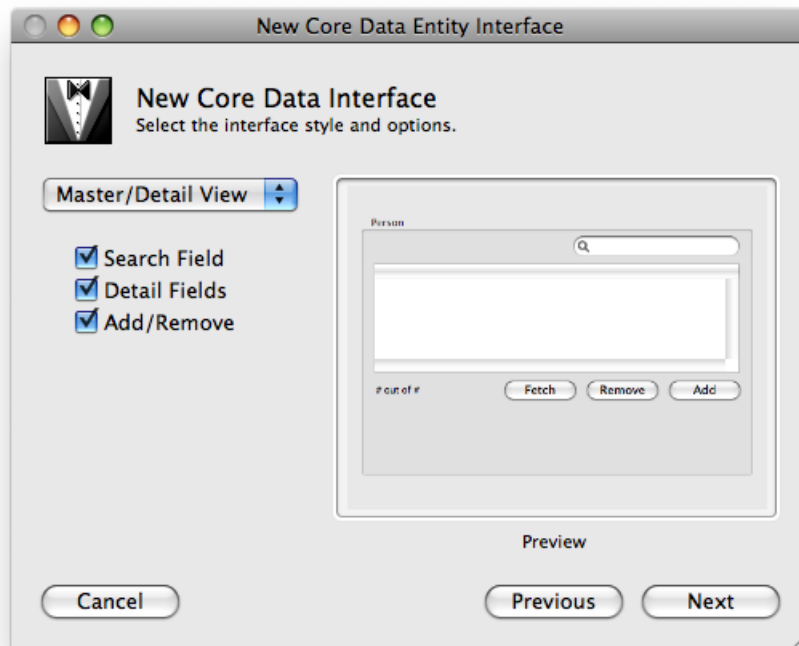 New Core Data Entity Interface
New Core Data Interface
Select the interface style and options.
Master/Detail View
Search Field
Detail Fields
Add/Remove
Person
# out of #
Fetch
Remove
Add
Preview
Cancel
Previous
Next